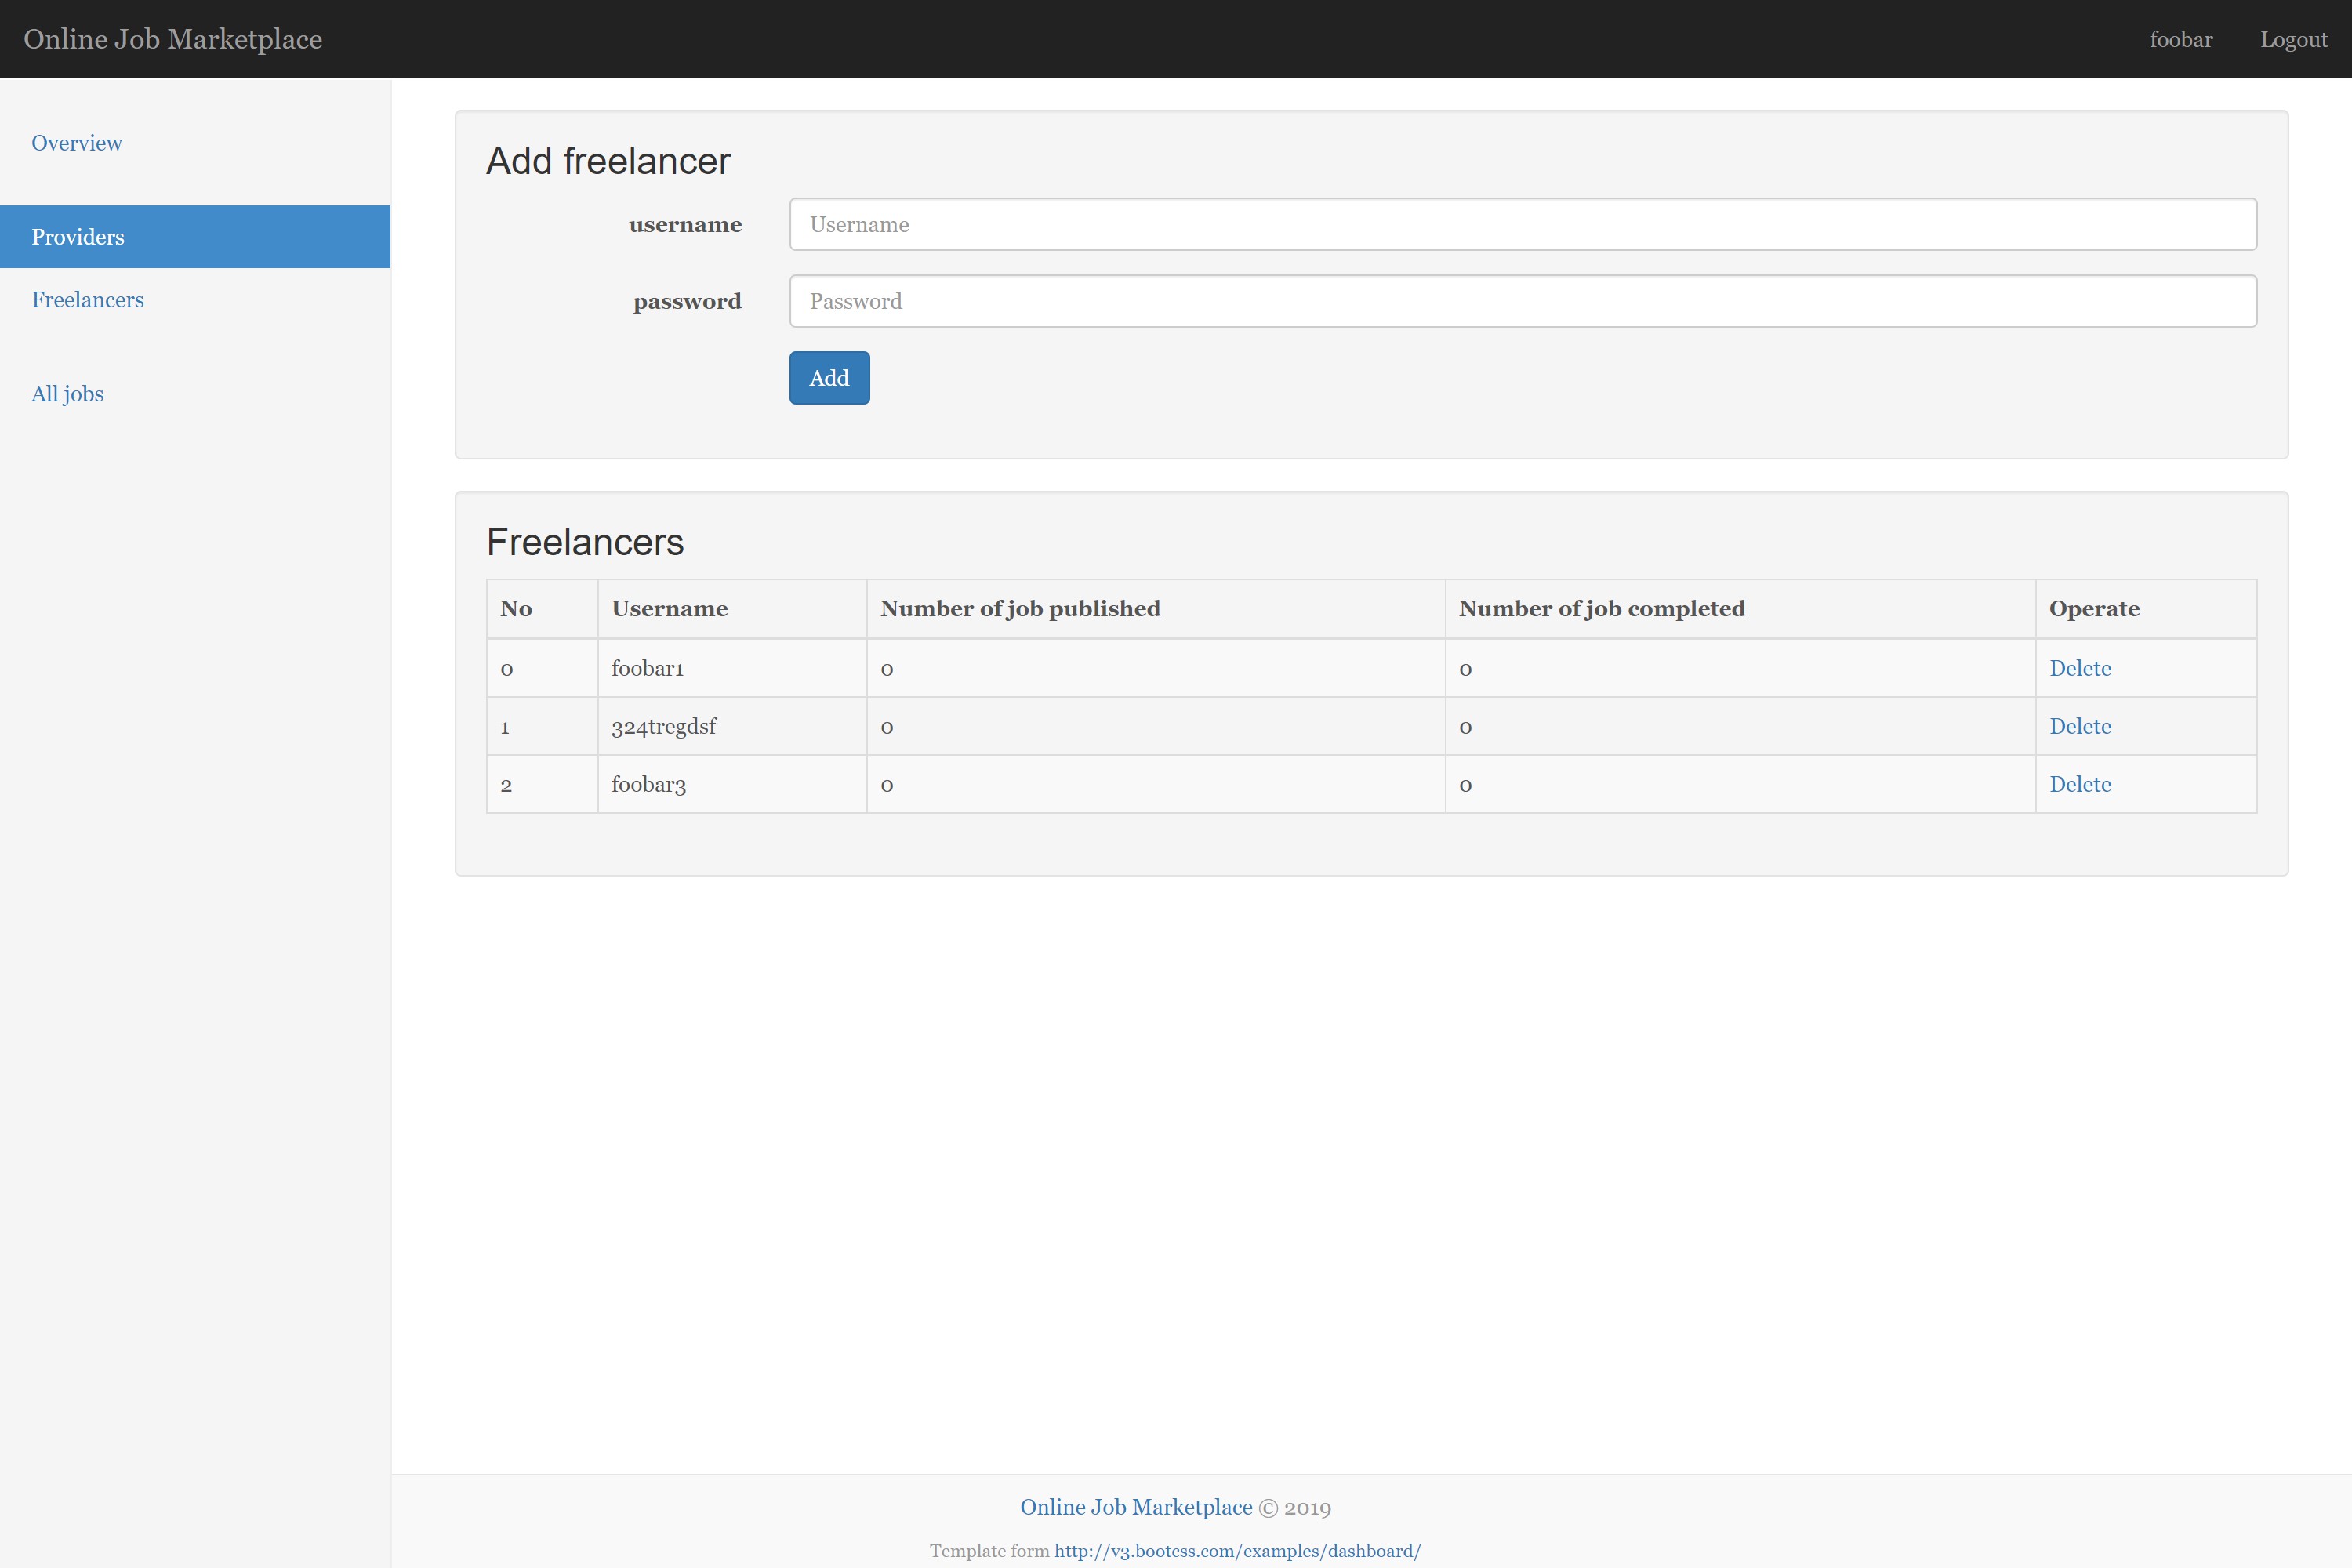 Online Job Marketplace foobar Logout
Overview
Providers
Freelancers
All jobs
Add freelancer
username Username
password Password
Add
Freelancers
No Username Number of job published Number of job completed Operate
0 foobar1 0 0 Delete
1 324tregdsf 0 0 Delete
2 foobar3 0 0 Delete
Online Job Marketplace © 2019
Template form http://v3.bootcss.com/examples/dashboard/